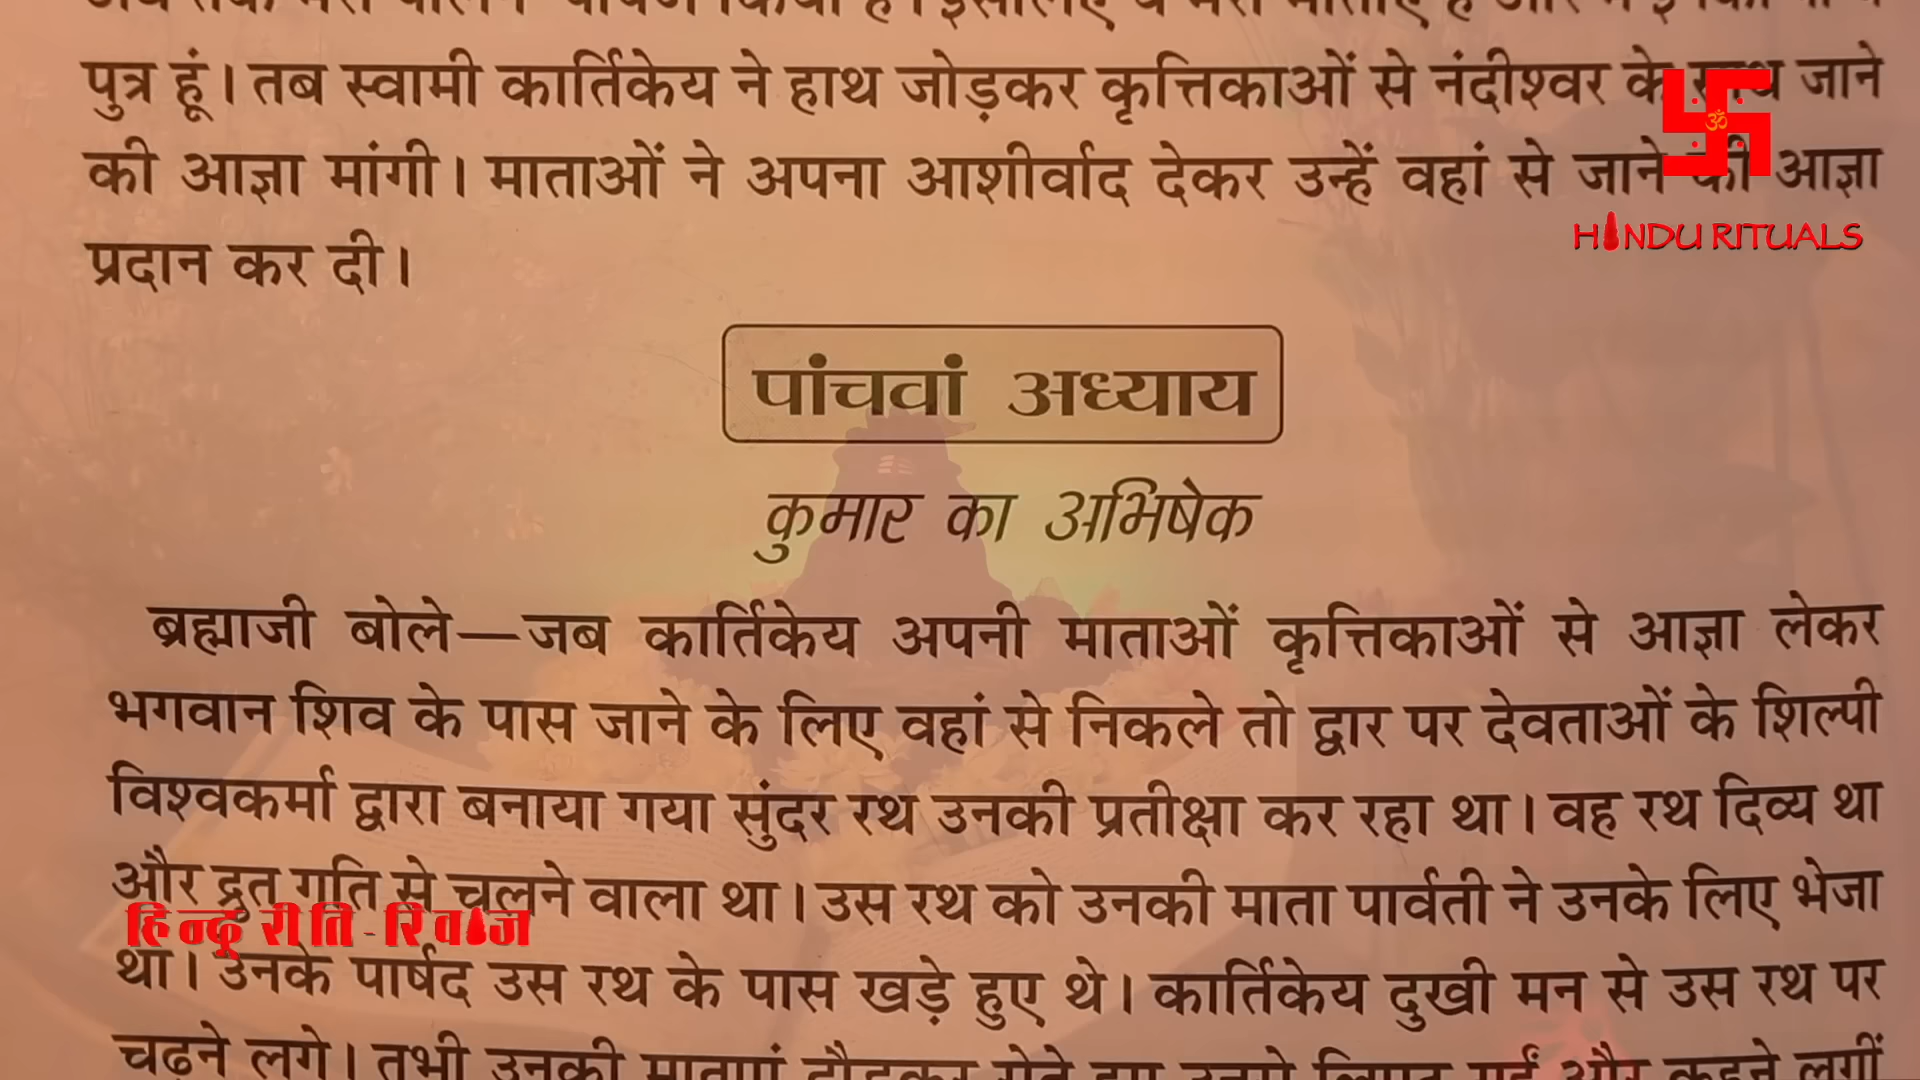 पुत्र हूं। तब स्वामी कार्तिकेय ने हाथ जोड़कर कृत्तिकाओं से नंदीश्वर के साथ जाने
की आज्ञा मांगी। माताओं ने अपना आशीर्वाद देकर उन्हें वहां से जाने की आज्ञा
प्रदान कर दी।
HINDU RITUALS
पांचवां अध्याय
कुमार का अभिषेक
ब्रह्माजी बोले—जब कार्तिकेय अपनी माताओं कृत्तिकाओं से आज्ञा लेकर
भगवान शिव के पास जाने के लिए वहां से निकले तो द्वार पर देवताओं के शिल्पी
विश्वकर्मा द्वारा बनाया गया सुंदर रथ उनकी प्रतीक्षा कर रहा था। वह रथ दिव्य था
और द्रुत गति से चलने वाला था। उस रथ को उनकी माता पार्वती ने उनके लिए भेजा
हिन्दू रीति-रिवाज
था। उनके पार्षद उस रथ के पास खड़े हुए थे। कार्तिकेय दुखी मन से उस रथ पर
चढ़ने लगे। तभी उनकी माताएं